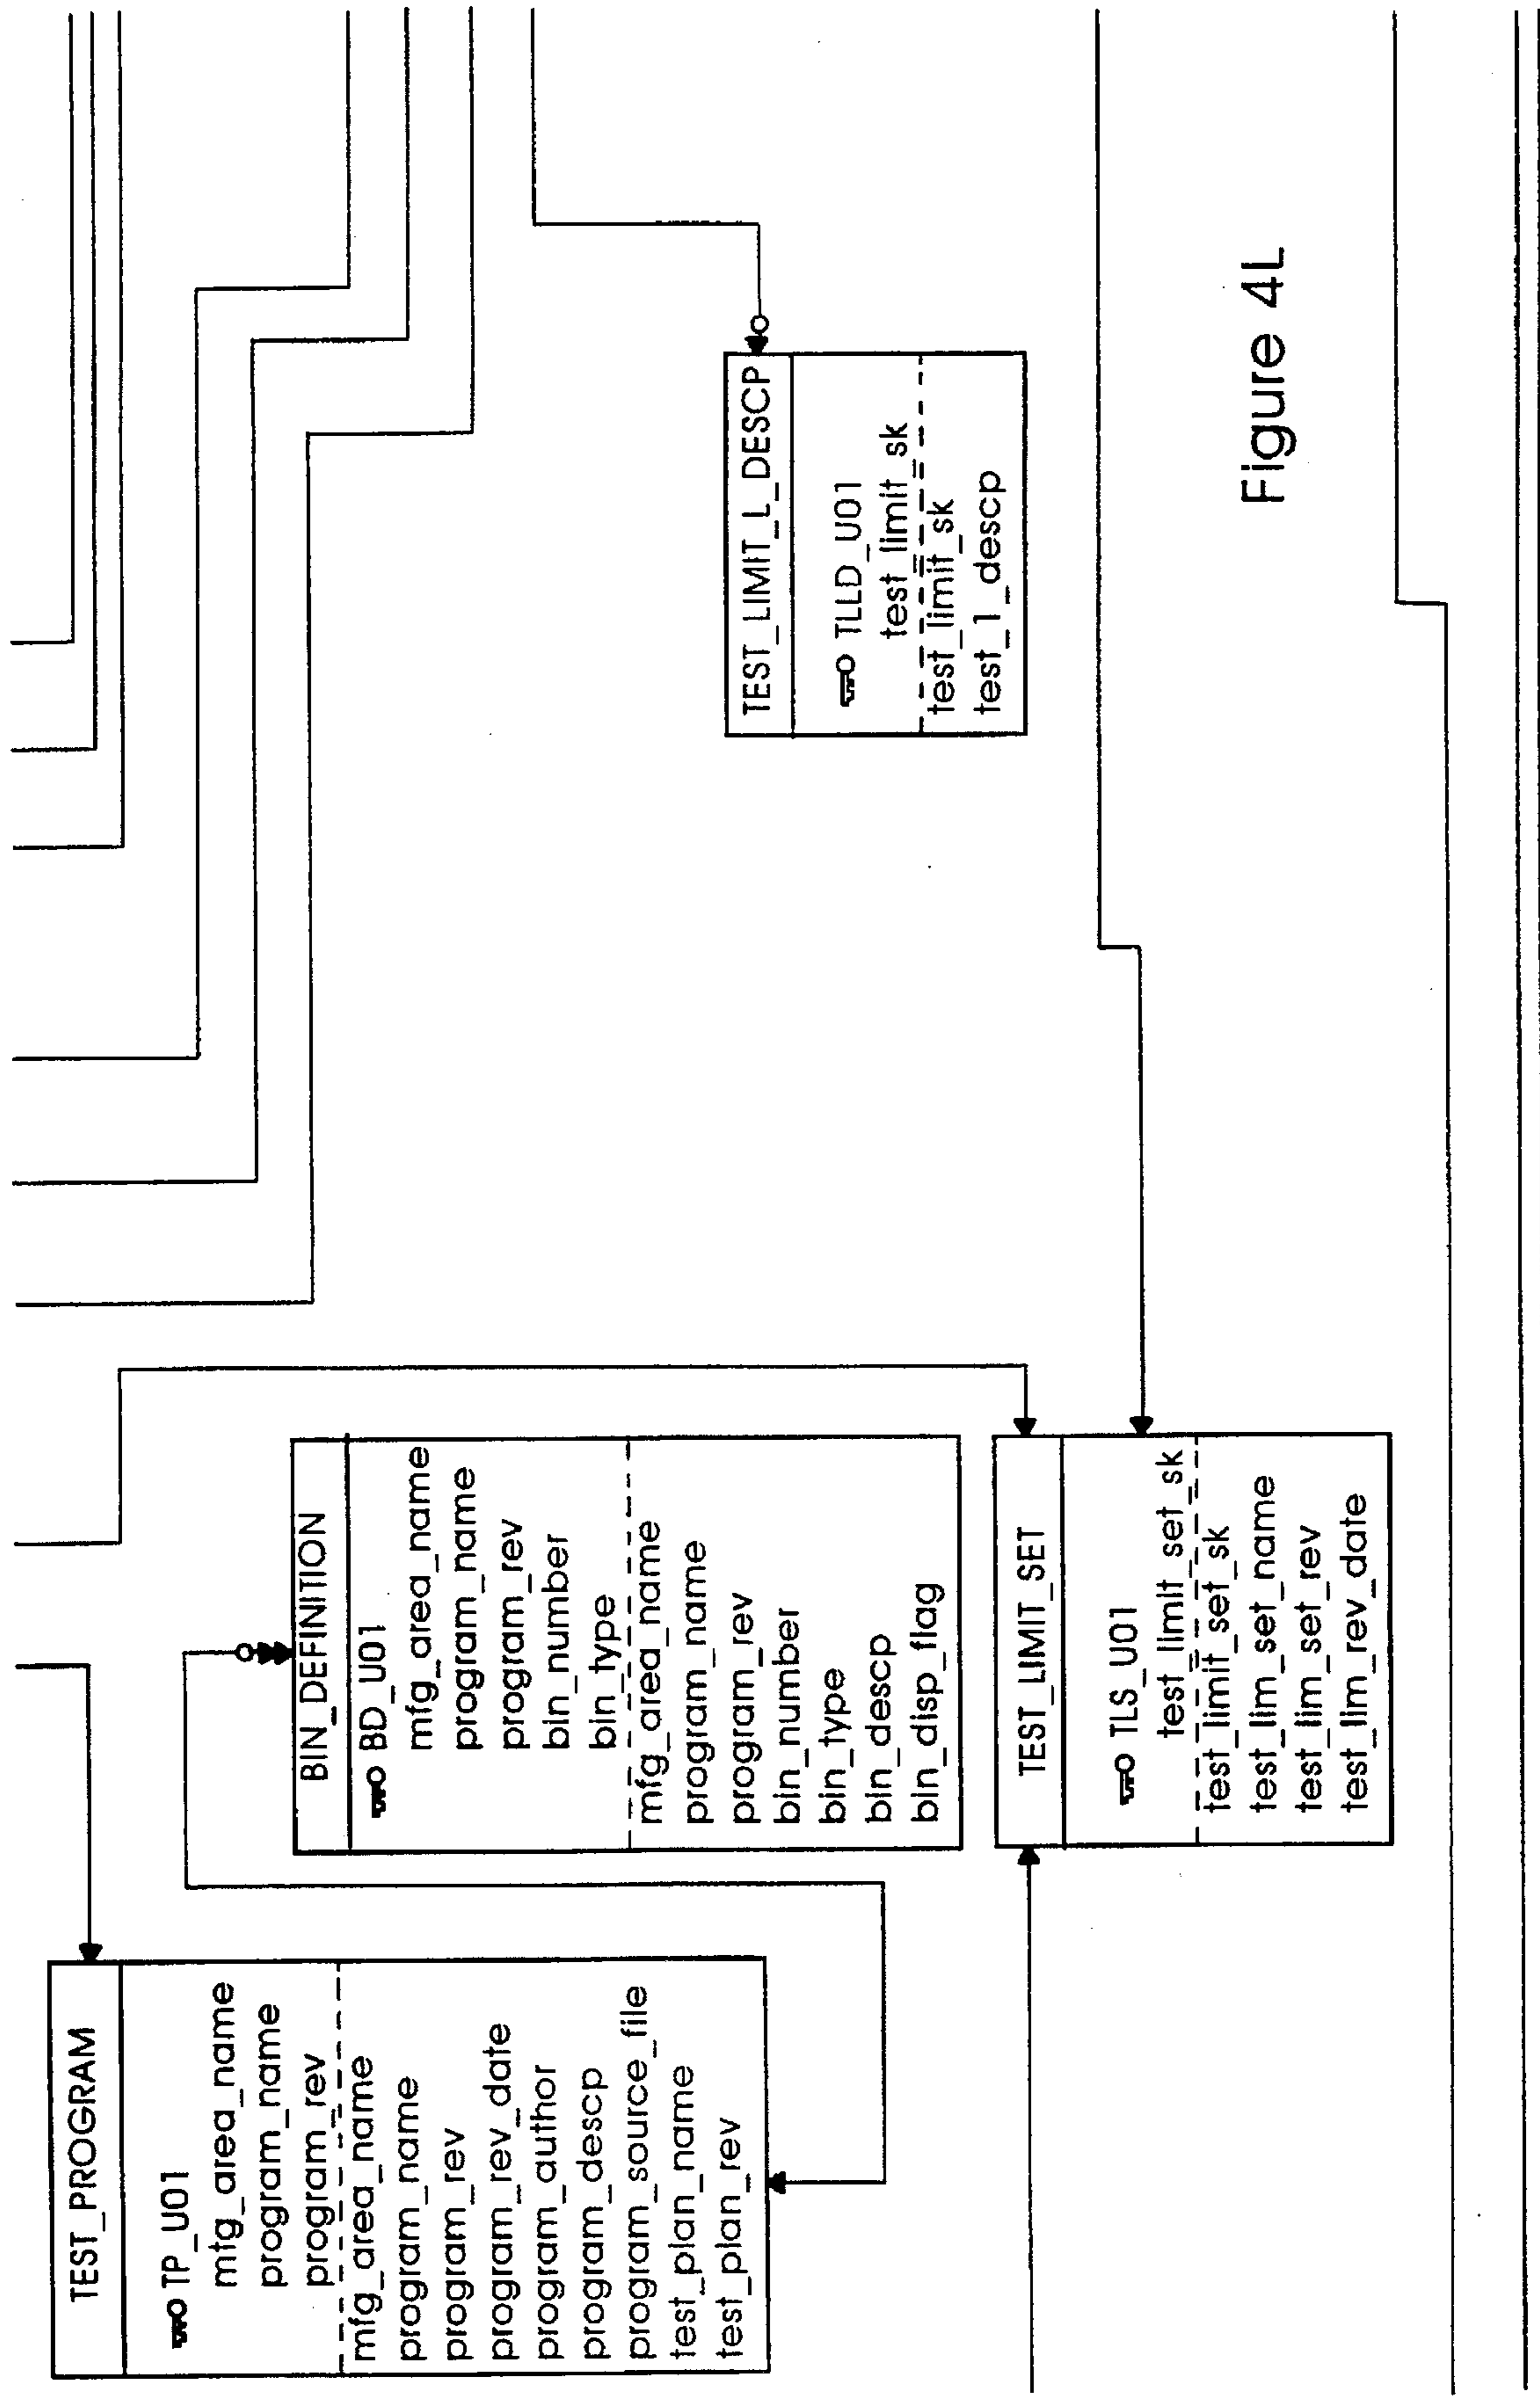 TEST_PROGRAM
TP_U01
mfg_area_name
program_name
program_rev
mfg_area_name
program_name
program_rev
program_rev_date
program_author
program_descp
program_source_file
test_plan_name
test_plan_rev
BIN_DEFINITION
BD_U01
mfg_area_name
program_name
program_rev
bin_number
bin_type
mfg_area_name
program_name
program_rev
bin_number
bin_type
bin_descp
bin_disp_flag
TEST_LIMIT_SET
TLS_U01
test_limit_set_sk
test_limit_set_sk
test_lim_set_name
test_lim_set_rev
test_lim_rev_date
TEST_LIMIT_L_DESCP
TLLD_U01
test_limit_sk
test_limit_sk
test_1_descp
Figure 4L